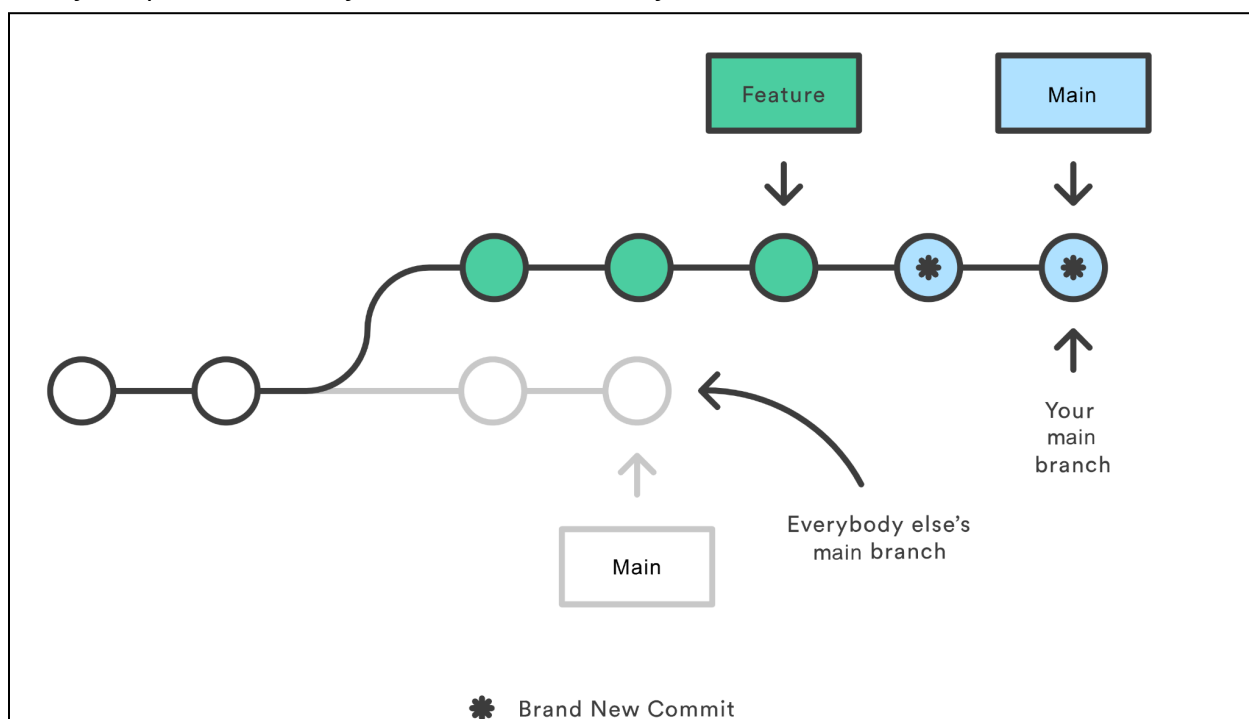 Feature
Main
Your
main
branch
Everybody else's
main branch
Main
Brand New Commit